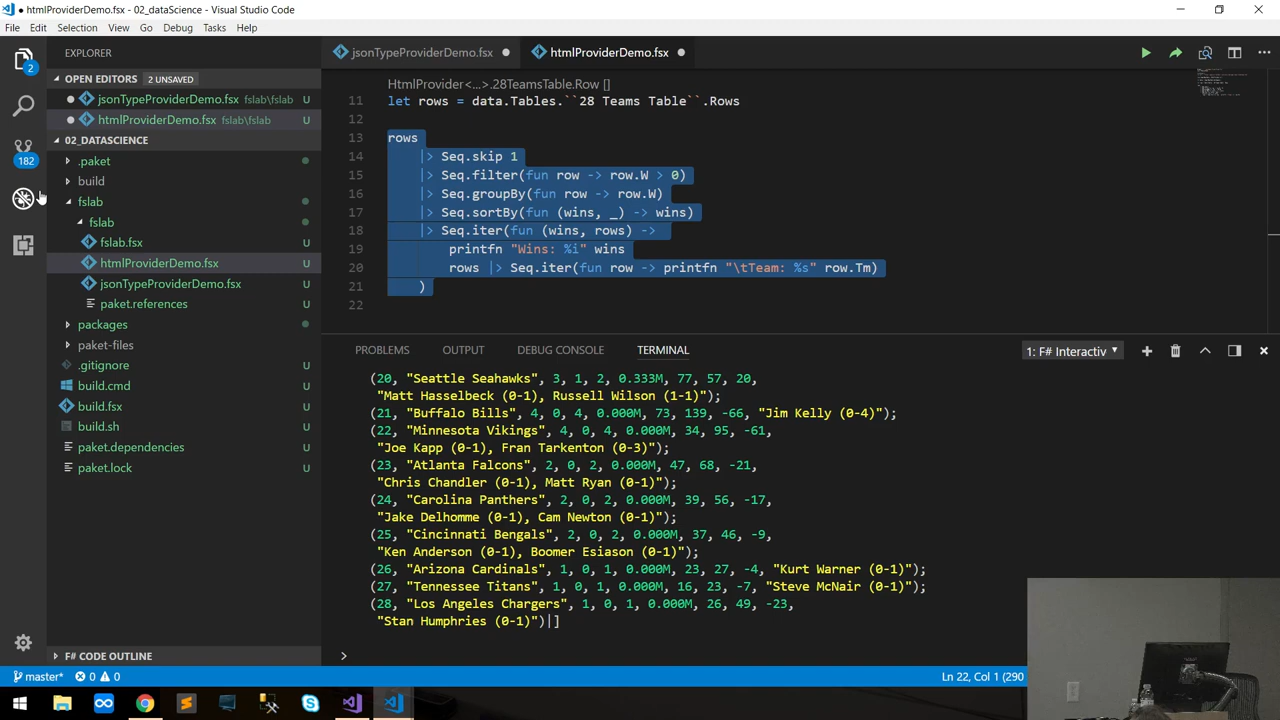 htmlProviderDemo.fsx - 02_dataScience - Visual Studio Code
File Edit Selection View Go Debug Tasks Help
EXPLORER
OPEN EDITORS 2 UNSAVED
jsonTypeProviderDemo.fsx fslab\fslab U
htmlProviderDemo.fsx fslab\fslab U
02_DATASCIENCE
.paket
build
fslab
fslab
fslab.fsx U
htmlProviderDemo.fsx U
jsonTypeProviderDemo.fsx U
paket.references U
packages
paket-files
.gitignore U
build.cmd U
build.fsx U
build.sh U
paket.dependencies U
paket.lock U
F# CODE OUTLINE
2
182
jsonTypeProviderDemo.fsx
htmlProviderDemo.fsx
HtmlProvider<...>.28TeamsTable.Row []
11 let rows = data.Tables.``28 Teams Table``.Rows
12
13 rows
14 |> Seq.skip 1
15 |> Seq.filter(fun row -> row.W > 0)
16 |> Seq.groupBy(fun row -> row.W)
17 |> Seq.sortBy(fun (wins, _) -> wins)
18 |> Seq.iter(fun (wins, rows) ->
19 printfn "Wins: %i" wins
20 rows |> Seq.iter(fun row -> printfn "\tTeam: %s" row.Tm)
21 )
22
PROBLEMS OUTPUT DEBUG CONSOLE TERMINAL
1: F# Interactiv
(20, "Seattle Seahawks", 3, 1, 2, 0.333M, 77, 57, 20,
"Matt Hasselbeck (0-1), Russell Wilson (1-1)");
(21, "Buffalo Bills", 4, 0, 4, 0.000M, 73, 139, -66, "Jim Kelly (0-4)");
(22, "Minnesota Vikings", 4, 0, 4, 0.000M, 34, 95, -61,
"Joe Kapp (0-1), Fran Tarkenton (0-3)");
(23, "Atlanta Falcons", 2, 0, 2, 0.000M, 47, 68, -21,
"Chris Chandler (0-1), Matt Ryan (0-1)");
(24, "Carolina Panthers", 2, 0, 2, 0.000M, 39, 56, -17,
"Jake Delhomme (0-1), Cam Newton (0-1)");
(25, "Cincinnati Bengals", 2, 0, 2, 0.000M, 37, 46, -9,
"Ken Anderson (0-1), Boomer Esiason (0-1)");
(26, "Arizona Cardinals", 1, 0, 1, 0.000M, 23, 27, -4, "Kurt Warner (0-1)");
(27, "Tennessee Titans", 1, 0, 1, 0.000M, 16, 23, -7, "Steve McNair (0-1)");
(28, "Los Angeles Chargers", 1, 0, 1, 0.000M, 26, 49, -23,
"Stan Humphries (0-1)")|]
>
master* 0 0
Ln 22, Col 1 (290